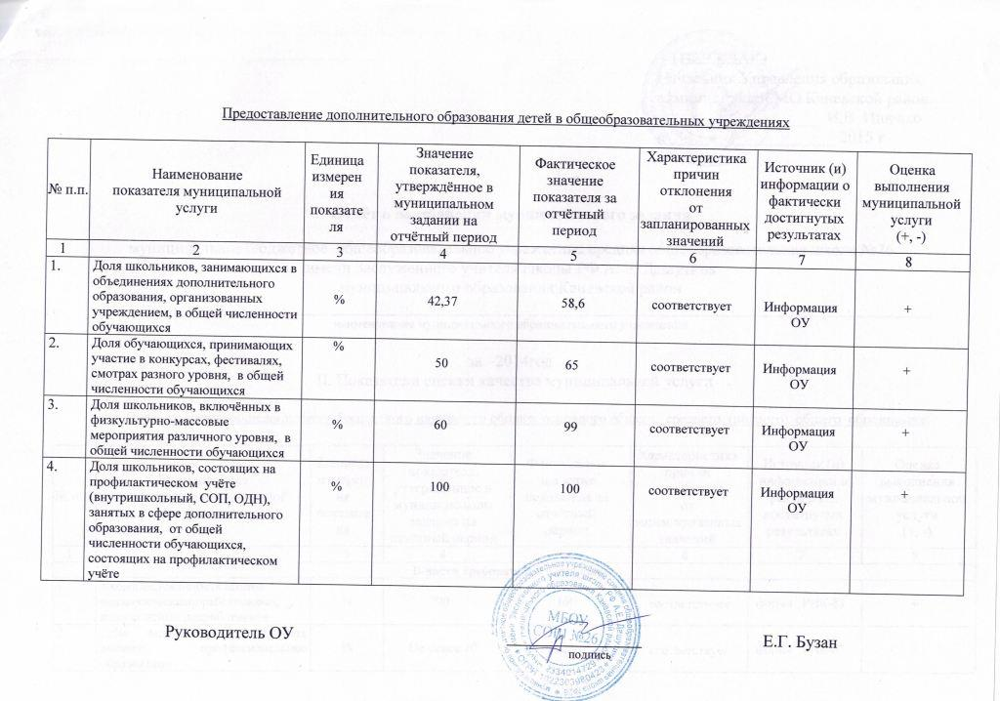 Предоставление дополнительного образования детей в общеобразовательных учреждениях
№ п.п.
Наименование
показателя муниципальной
услуги
Единица
измерен
ия
показате
ля
Значение
показателя,
утверждённое в
муниципальном
задании на
отчётный период
Фактическое
значение
показателя за
отчётный
период
Характеристика
причин
отклонения
от
запланированных
значений
Источник (и)
информации о
фактически
достигнутых
результатах
Оценка
выполнения
муниципальной
услуги
(+, -)
1 2 3 4 5 6 7 8
1.
Доля школьников, занимающихся в
объединениях дополнительного
образования, организованных
учреждением, в общей численности
обучающихся
%
42,37
58,6
соответствует
Информация
ОУ
+
2.
Доля обучающихся, принимающих
участие в конкурсах, фестивалях,
смотрах разного уровня, в общей
численности обучающихся
%
50
65
соответствует
Информация
ОУ
+
3.
Доля школьников, включённых в
физкультурно-массовые
мероприятия различного уровня, в
общей численности обучающихся
%
60
99
соответствует
Информация
ОУ
+
4.
Доля школьников, состоящих на
профилактическом учёте
(внутришкольный, СОП, ОДН),
занятых в сфере дополнительного
образования, от общей
численности обучающихся,
состоящих на профилактическом
учёте
%
100
100
соответствует
Информация
ОУ
+
Руководитель ОУ
МБОУ
СОШ №26
подпись
Е.Г. Бузан